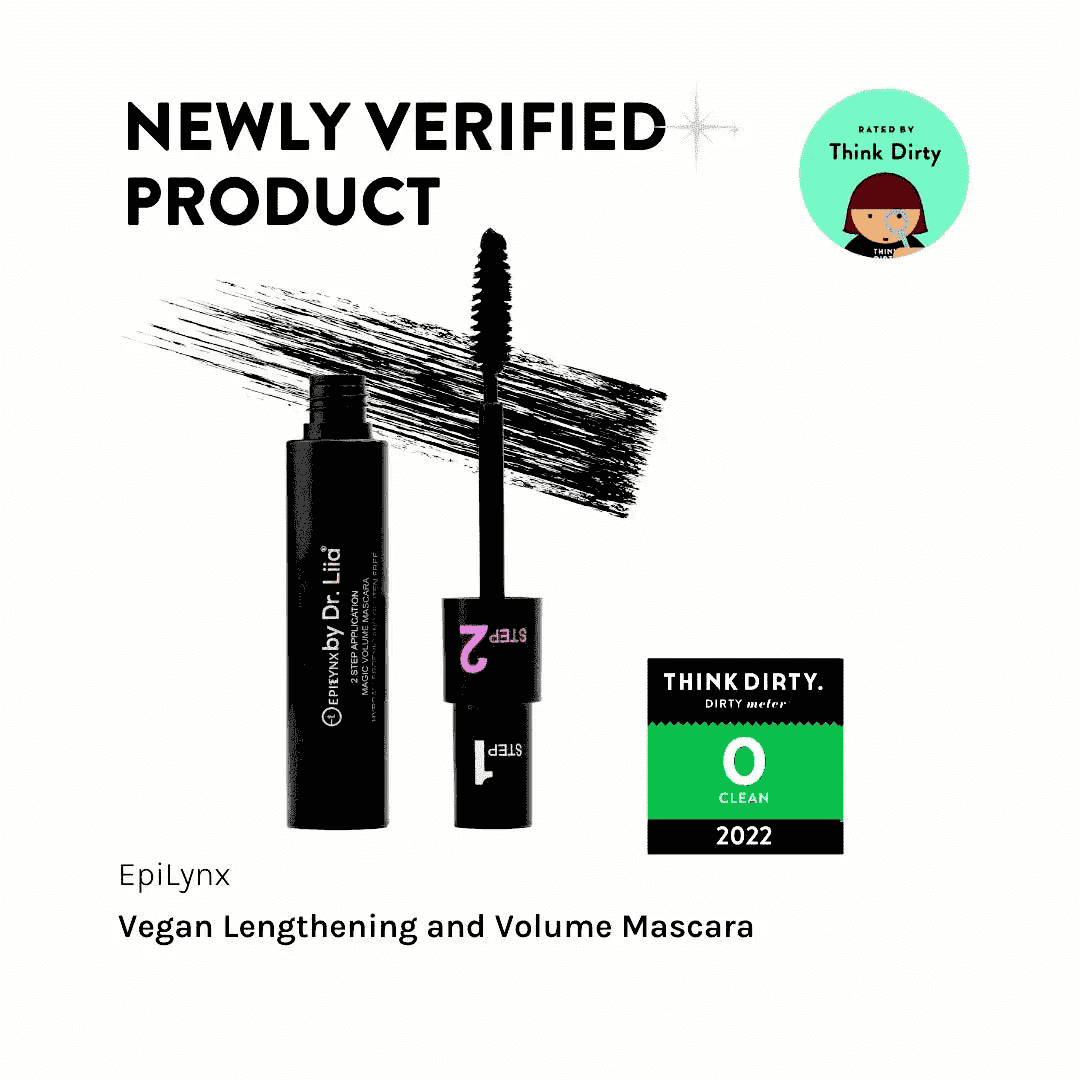 NEWLY VERIFIED
PRODUCT
RATED BY
Think Dirty
THINK
EPILYNX by Dr. Liia®
2 STEP APPLICATION
MAGIC VOLUME MASCARA
STEP 2
STEP 1
THINK DIRTY.
DIRTY meter
0
CLEAN
2022
EpiLynx
Vegan Lengthening and Volume Mascara